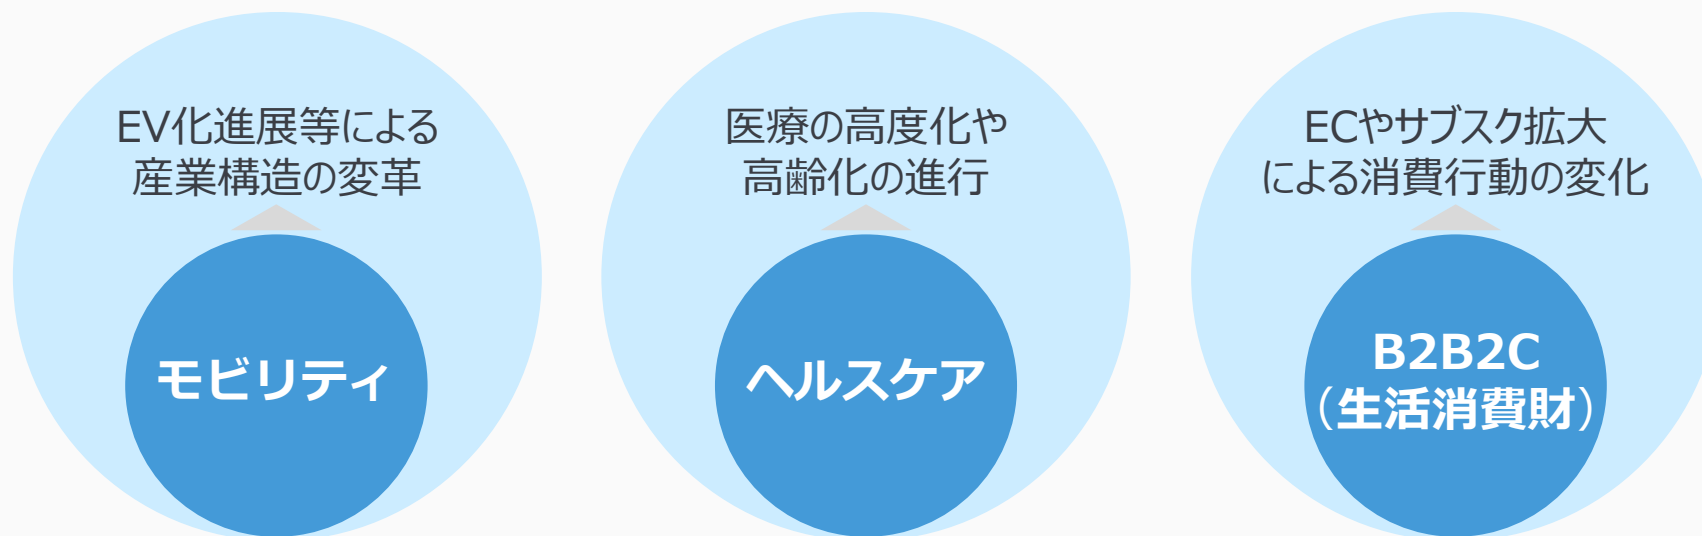 EV化進展等による
産業構造の変革
モビリティ
医療の高度化や
高齢化の進行
ヘルスケア
ECやサブスク拡大
による消費行動の変化
B2B2C
（生活消費財）